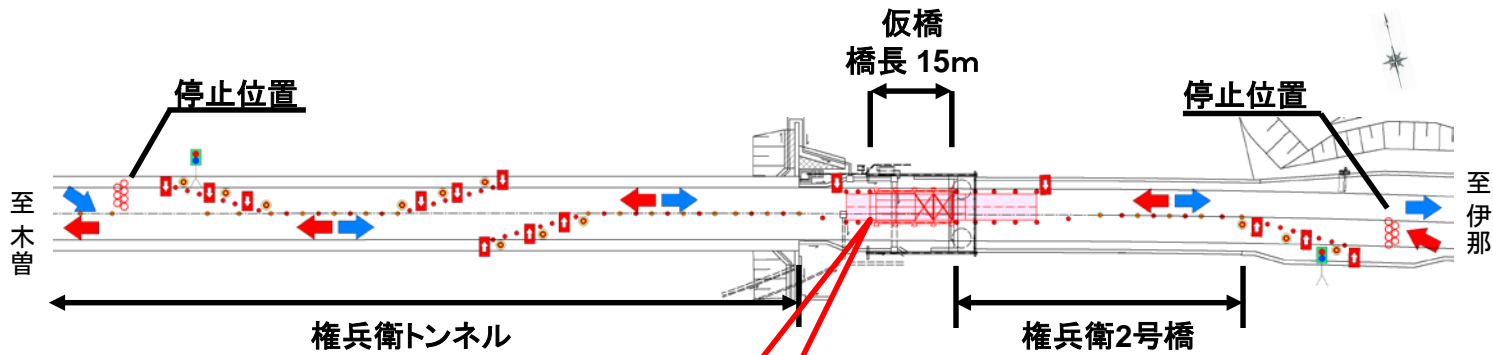 仮橋
橋長 15m
停止位置
停止位置
至木曽
至伊那
権兵衛トンネル
権兵衛2号橋